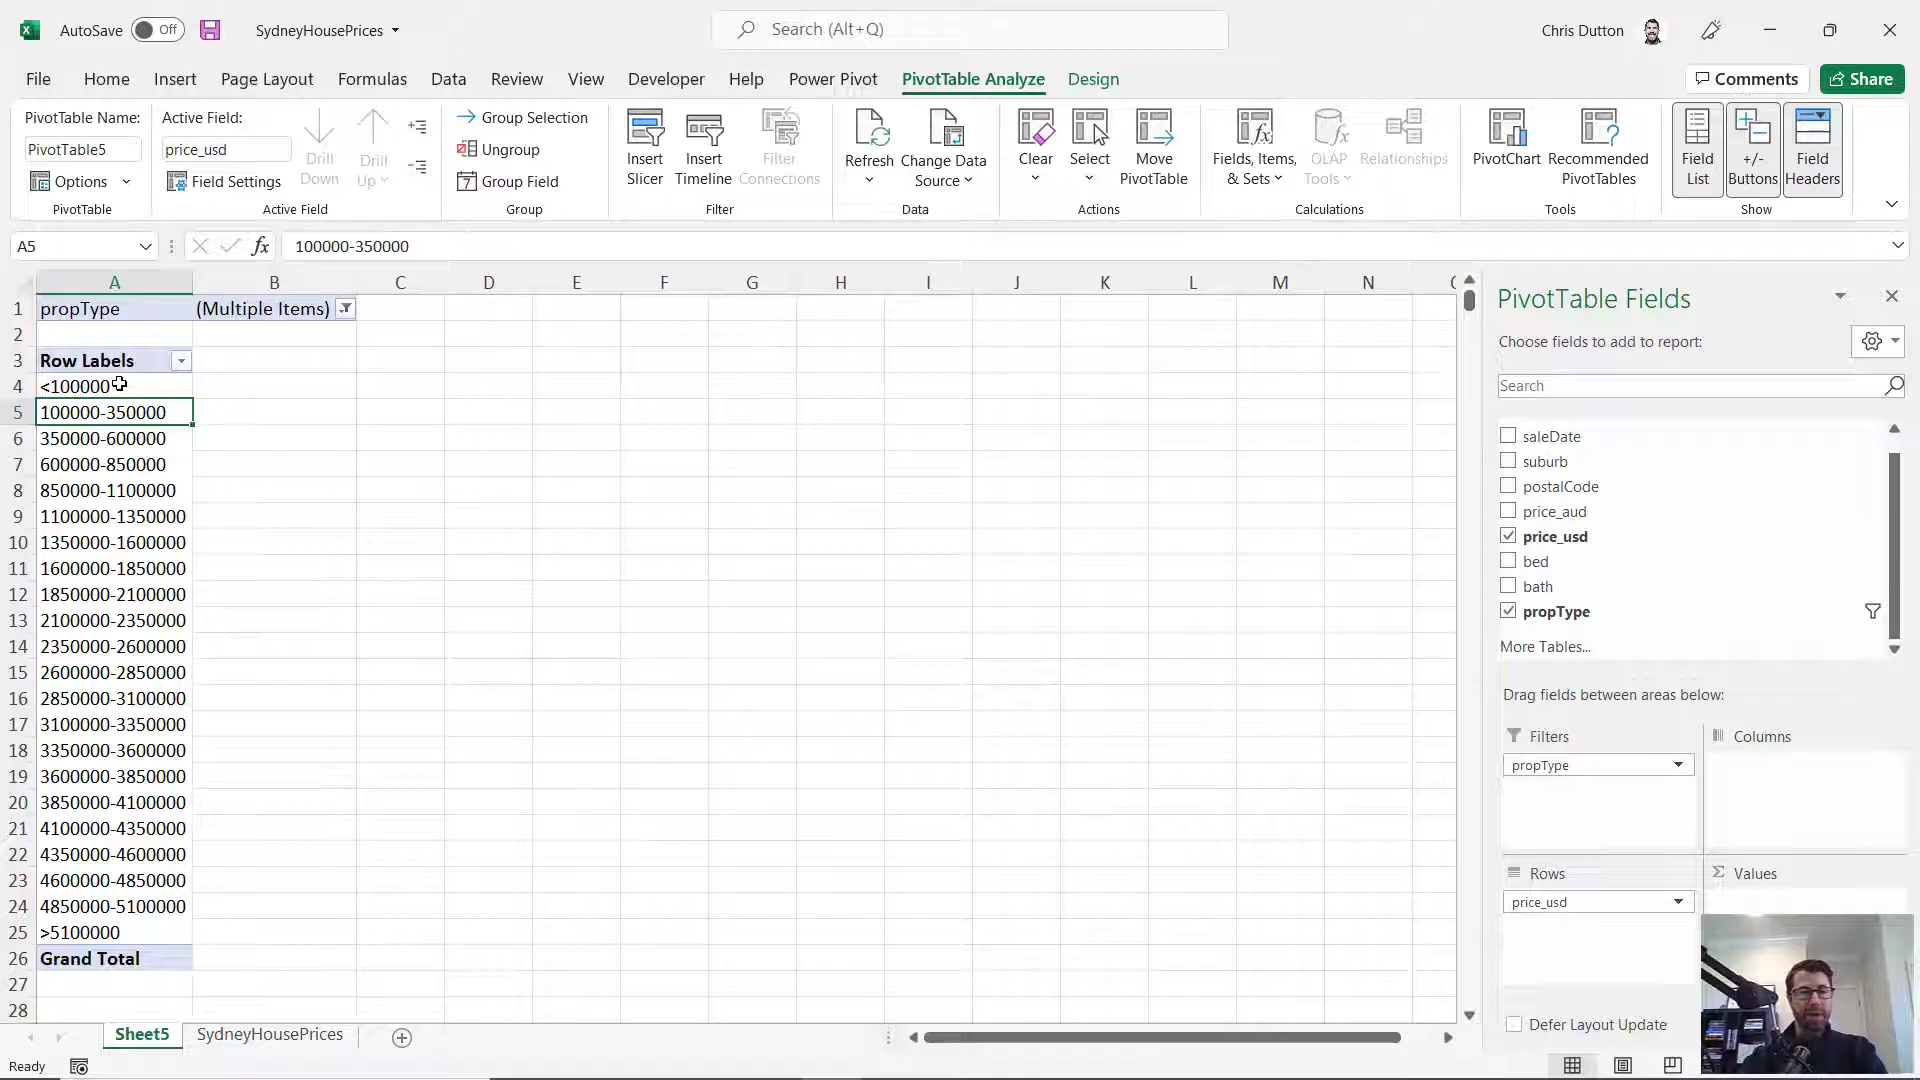 AutoSave Off SydneyHousePrices Search (Alt+Q) Chris Dutton
File Home Insert Page Layout Formulas Data Review View Developer Help Power Pivot PivotTable Analyze Design Comments Share
PivotTable Name: Active Field: Group Selection
PivotTable5 price_usd Ungroup
Options Field Settings Group Field
Drill Down
Drill Up
Insert Slicer
Insert Timeline
Filter Connections
Refresh
Change Data Source
Clear
Select
Move PivotTable
Fields, Items, & Sets
OLAP Tools
Relationships
PivotChart
Recommended PivotTables
Field List
+/- Buttons
Field Headers
PivotTable Active Field Group Filter Data Actions Calculations Tools Show
A5 fx 100000-350000
A B C D E F G H I J K L M N
1 propType (Multiple Items)
2
3 Row Labels
4 <100000
5 100000-350000
6 350000-600000
7 600000-850000
8 850000-1100000
9 1100000-1350000
10 1350000-1600000
11 1600000-1850000
12 1850000-2100000
13 2100000-2350000
14 2350000-2600000
15 2600000-2850000
16 2850000-3100000
17 3100000-3350000
18 3350000-3600000
19 3600000-3850000
20 3850000-4100000
21 4100000-4350000
22 4350000-4600000
23 4600000-4850000
24 4850000-5100000
25 >5100000
26 Grand Total
27
28
PivotTable Fields
Choose fields to add to report:
Search
saleDate
suburb
postalCode
price_aud
price_usd
bed
bath
propType
More Tables...
Drag fields between areas below:
Filters Columns
propType
Rows Values
price_usd
Defer Layout Update
Sheet5 SydneyHousePrices
Ready